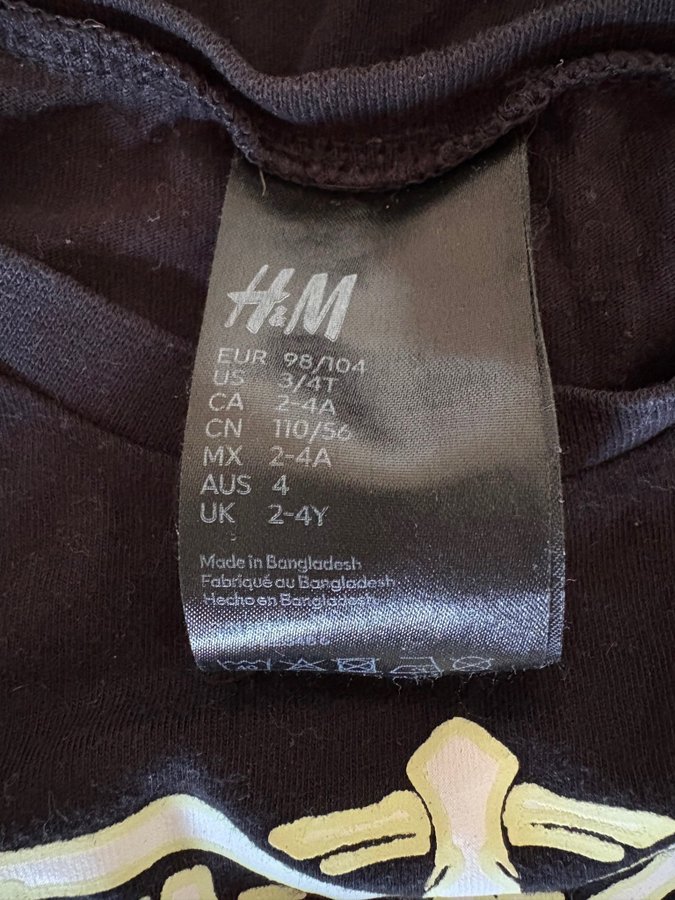 H&M
EUR 98/104
US 3/4T
CA 2-4A
CN 110/56
MX 2-4A
AUS 4
UK 2-4Y
Made in Bangladesh
Fabriqué au Bangladesh
Hecho en Bangladesh